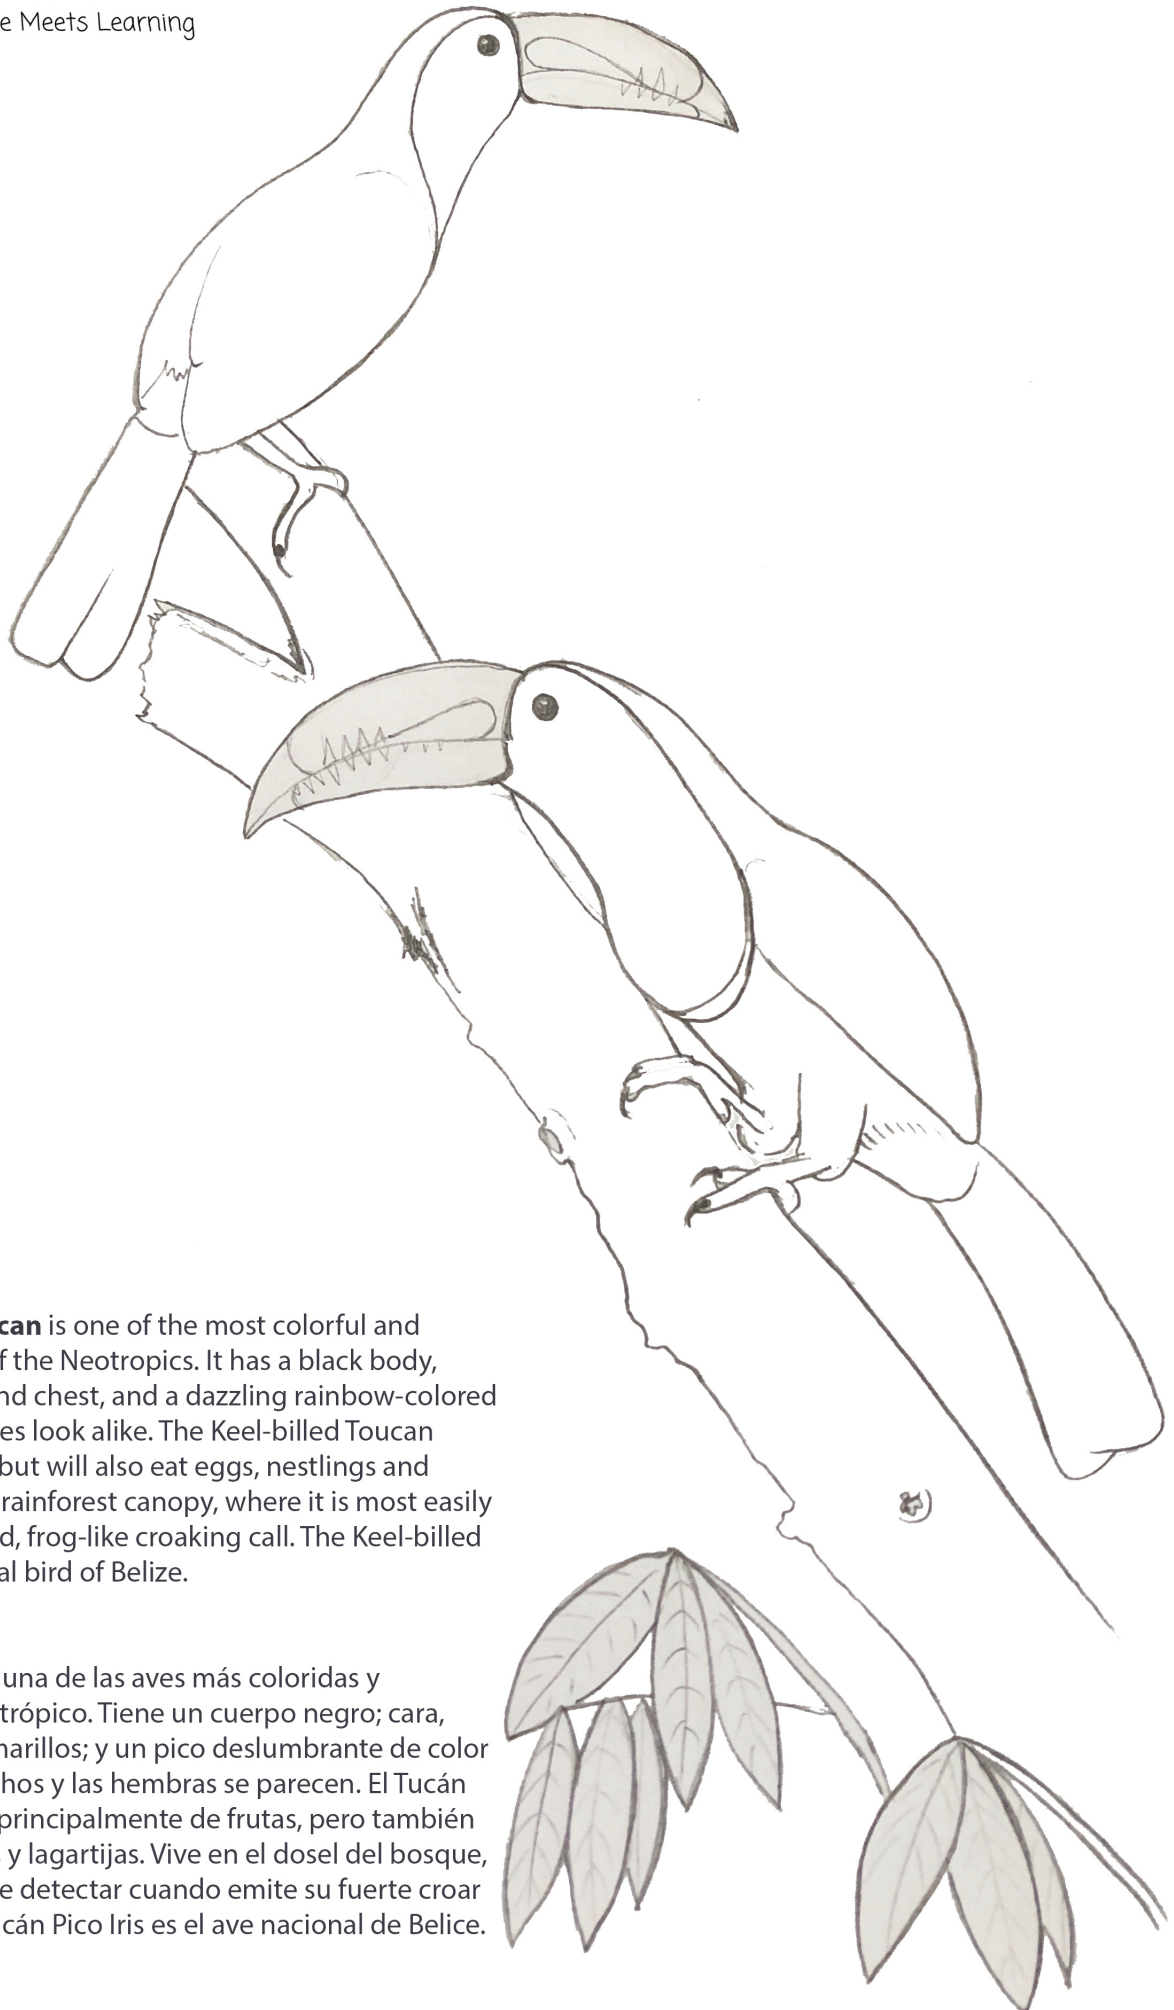 e Meets Learning
can is one of the most colorful and
f the Neotropics. It has a black body,
nd chest, and a dazzling rainbow-colored
es look alike. The Keel-billed Toucan
but will also eat eggs, nestlings and
rainforest canopy, where it is most easily
d, frog-like croaking call. The Keel-billed
al bird of Belize.
una de las aves más coloridas y
trópico. Tiene un cuerpo negro; cara,
narillos; y un pico deslumbrante de color
hos y las hembras se parecen. El Tucán
principalmente de frutas, pero también
s y lagartijas. Vive en el dosel del bosque,
e detectar cuando emite su fuerte croar
cán Pico Iris es el ave nacional de Belice.